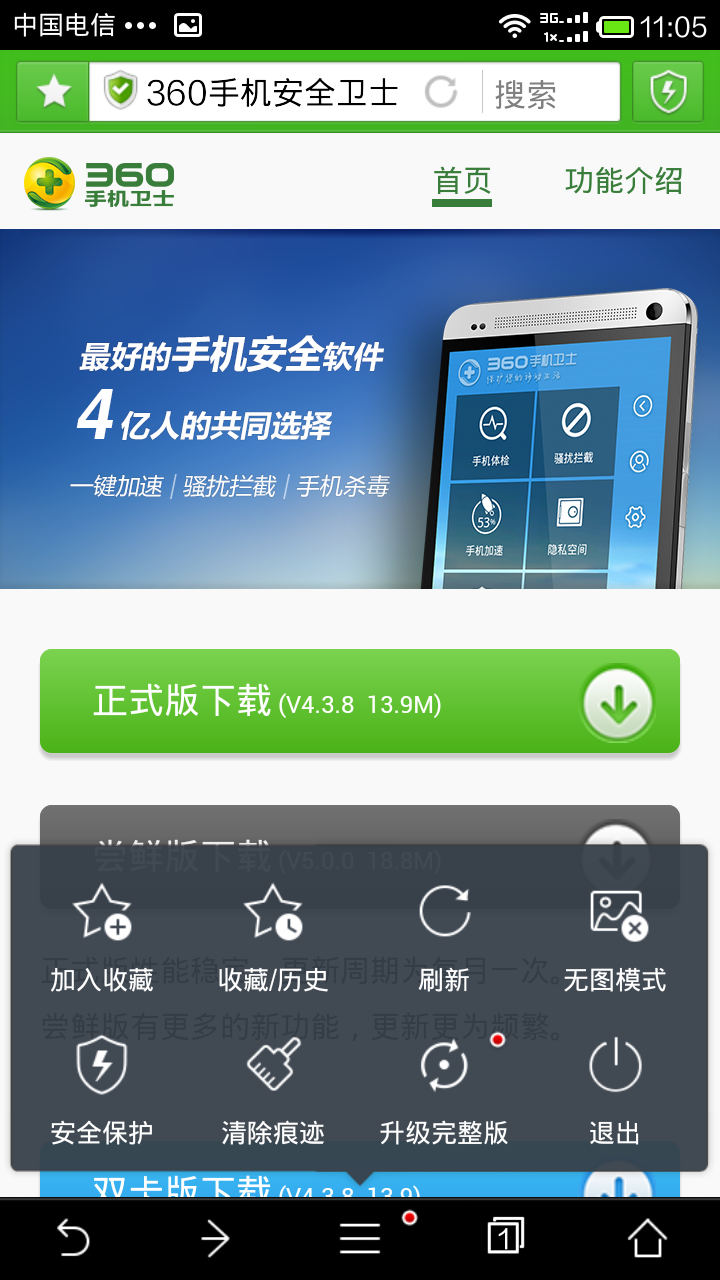 中国电信
3G
1×
11:05
360手机安全卫士
搜索
360
手机卫士
首页
功能介绍
最好的手机安全软件
4亿人的共同选择
一键加速|骚扰拦截|手机杀毒
360手机卫士
手机体检
骚扰拦截
53%
手机加速
隐私空间
正式版下载(V4.3.8 13.9M)
尝鲜版下载(V5.0.0 18.8M)
正式版性能稳定，更新周期为每月一次。
尝鲜版有更多的新功能，更新更为频繁。
加入收藏
收藏/历史
刷新
无图模式
安全保护
清除痕迹
升级完整版
退出
双卡版下载(V4.3.8 13.9)
1